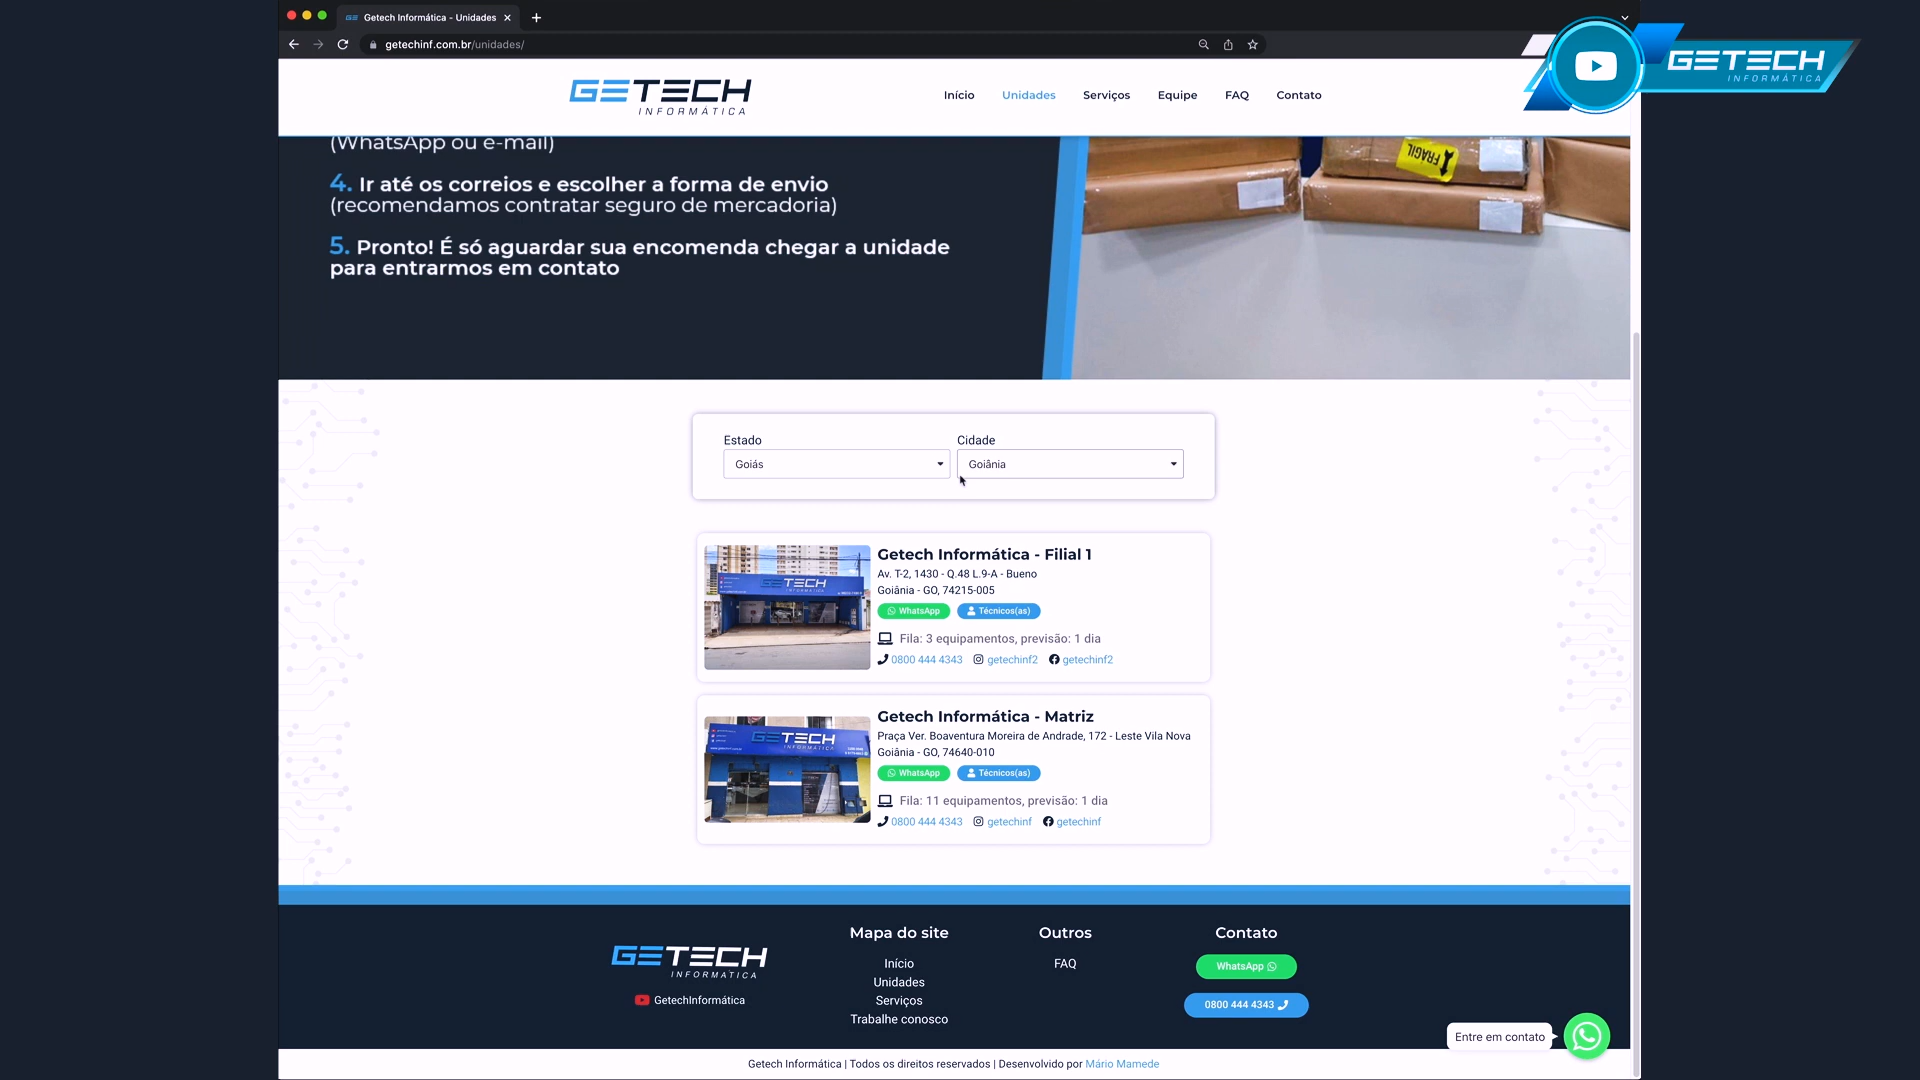 Getech Informática - Unidades
getechinf.com.br/unidades/
GETECH
INFORMÁTICA
GETECH
INFORMÁTICA
Início
Unidades
Serviços
Equipe
FAQ
Contato
(WhatsApp ou e-mail)
4. Ir até os correios e escolher a forma de envio
(recomendamos contratar seguro de mercadoria)
5. Pronto! É só aguardar sua encomenda chegar a unidade
para entrarmos em contato
FRÁGIL
Estado
Cidade
Goiás
Goiânia
GETECH
INFORMÁTICA
Getech Informática - Filial 1
Av. T-2, 1430 - Q.48 L.9-A - Bueno
Goiânia - GO, 74215-005
WhatsApp
Técnicos(as)
Fila: 3 equipamentos, previsão: 1 dia
0800 444 4343
getechinf2
getechinf2
GETECH
INFORMÁTICA
Getech Informática - Matriz
Praça Ver. Boaventura Moreira de Andrade, 172 - Leste Vila Nova
Goiânia - GO, 74640-010
WhatsApp
Técnicos(as)
Fila: 11 equipamentos, previsão: 1 dia
0800 444 4343
getechinf
getechinf
GETECH
INFORMÁTICA
GetechInformática
Mapa do site
Início
Unidades
Serviços
Trabalhe conosco
Outros
FAQ
Contato
WhatsApp
0800 444 4343
Entre em contato
Getech Informática | Todos os direitos reservados | Desenvolvido por Mário Mamede